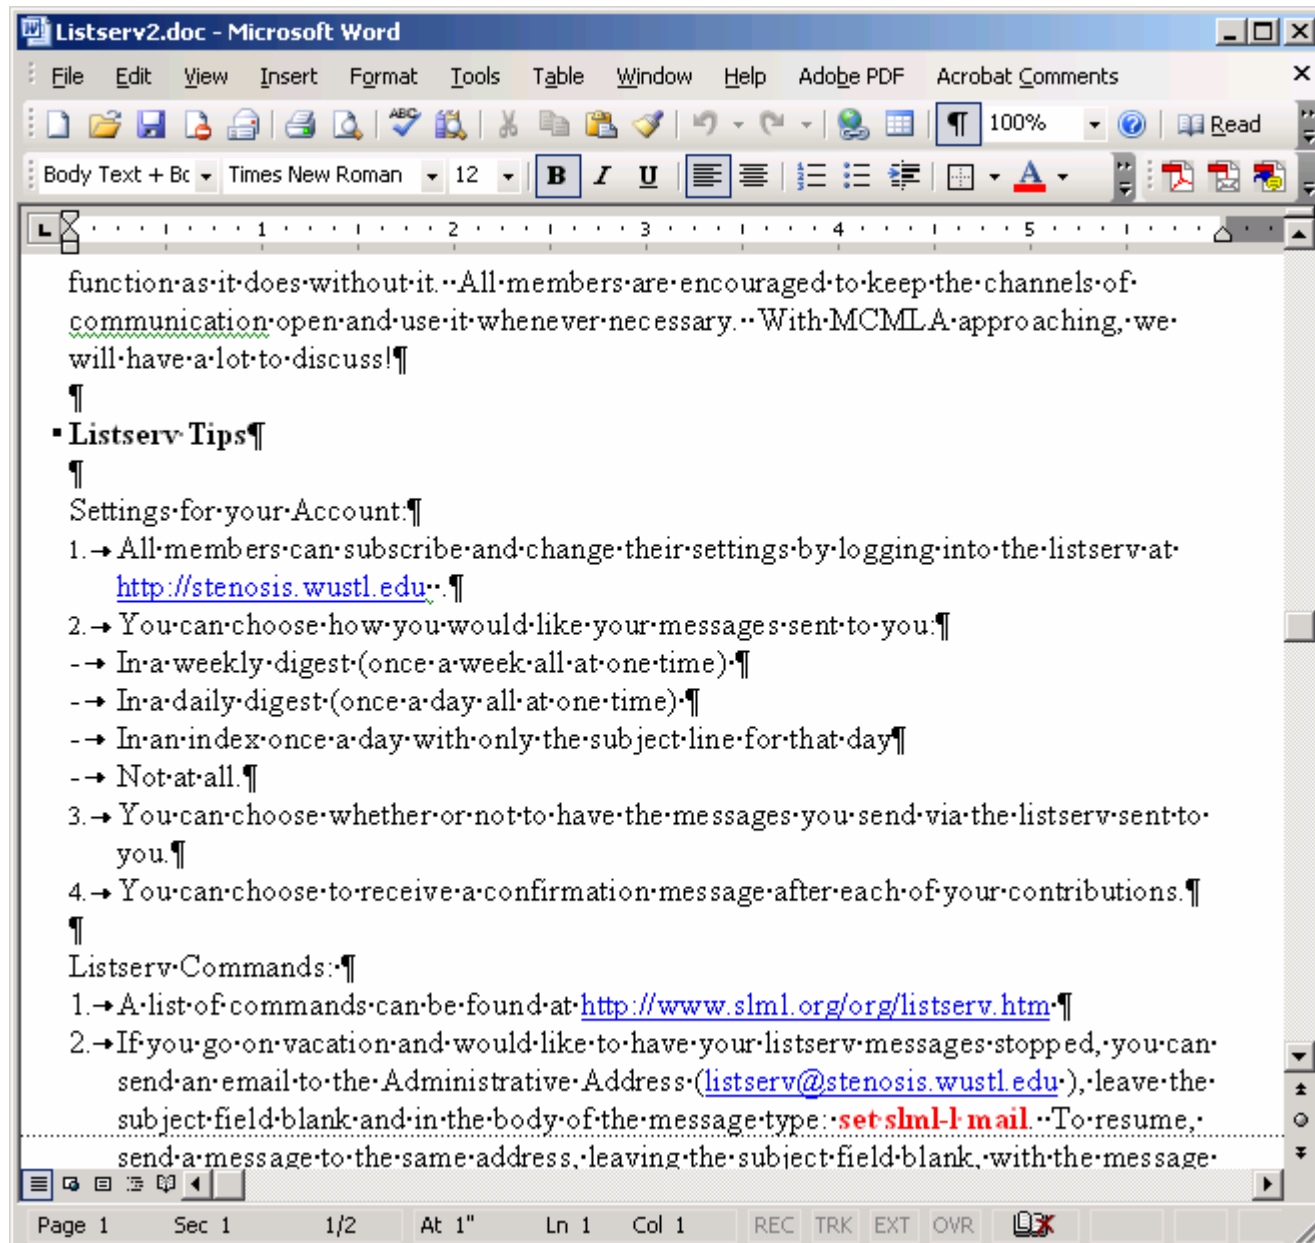 Listserv2.doc - Microsoft Word
File Edit View Insert Format Tools Table Window Help Adobe PDF Acrobat Comments
ABC ¶ 100% Read
Body Text + Bc Times New Roman 12 B I U A
1 2 3 4 5
function as it does without it. All members are encouraged to keep the channels of
communication open and use it whenever necessary. With MCMLA approaching, we
will have a lot to discuss!¶
¶
Listserv Tips¶
¶
Settings for your Account:¶
1. All members can subscribe and change their settings by logging into the listserv at
http://stenosis.wustl.edu .¶
2. You can choose how you would like your messages sent to you:¶
- In a weekly digest (once a week all at one time) ¶
- In a daily digest (once a day all at one time) ¶
- In an index once a day with only the subject line for that day¶
- Not at all.¶
3. You can choose whether or not to have the messages you send via the listserv sent to
you.¶
4. You can choose to receive a confirmation message after each of your contributions.¶
¶
Listserv Commands: ¶
1. A list of commands can be found at http://www.slml.org/org/listserv.htm ¶
2. If you go on vacation and would like to have your listserv messages stopped, you can
send an email to the Administrative Address (listserv@stenosis.wustl.edu ), leave the
subject field blank and in the body of the message type: set slml-l mail. To resume,
send a message to the same address, leaving the subject field blank, with the message
Page 1 Sec 1 1/2 At 1" Ln 1 Col 1 REC TRK EXT OVR